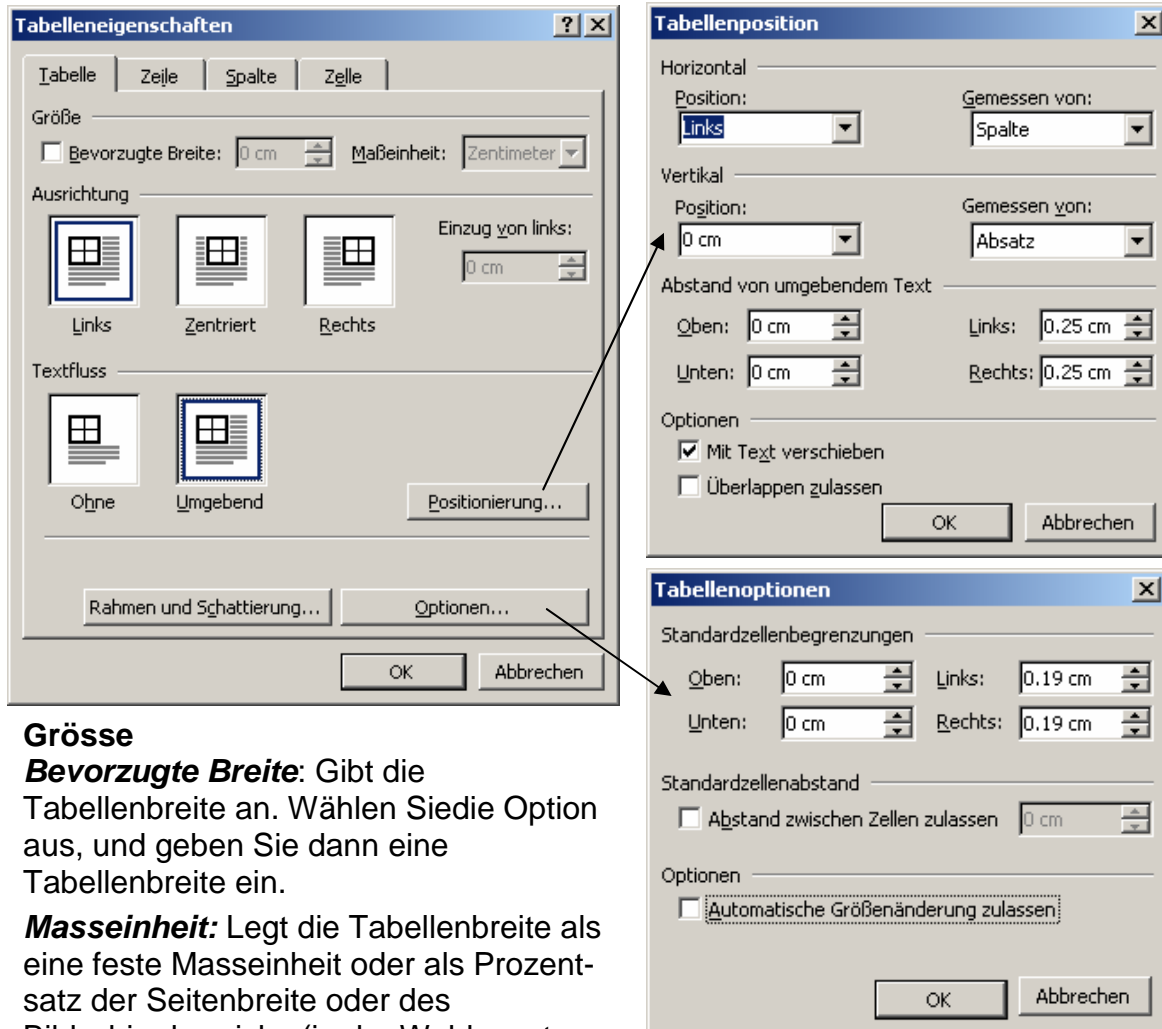 Tabelleneigenschaften
Tabelle Zeile Spalte Zelle
Größe
Bevorzugte Breite: 0 cm Maßeinheit: Zentimeter
Ausrichtung
Einzug von links:
0 cm
Links Zentriert Rechts
Textfluss
Ohne Umgebend Positionierung...
Rahmen und Schattierung... Optionen...
OK Abbrechen
Tabellenposition
Horizontal
Position: Gemessen von:
Links Spalte
Vertikal
Position: Gemessen von:
0 cm Absatz
Abstand von umgebendem Text
Oben: 0 cm Links: 0.25 cm
Unten: 0 cm Rechts: 0.25 cm
Optionen
Mit Text verschieben
Überlappen zulassen
OK Abbrechen
Tabellenoptionen
Standardzellenbegrenzungen
Oben: 0 cm Links: 0.19 cm
Unten: 0 cm Rechts: 0.19 cm
Standardzellenabstand
Abstand zwischen Zellen zulassen 0 cm
Optionen
Automatische Größenänderung zulassen
OK Abbrechen
Grösse
Bevorzugte Breite: Gibt die
Tabellenbreite an. Wählen Siedie Option
aus, und geben Sie dann eine
Tabellenbreite ein.
Masseinheit: Legt die Tabellenbreite als
eine feste Masseinheit oder als Prozent-
satz der Seitenbreite oder des